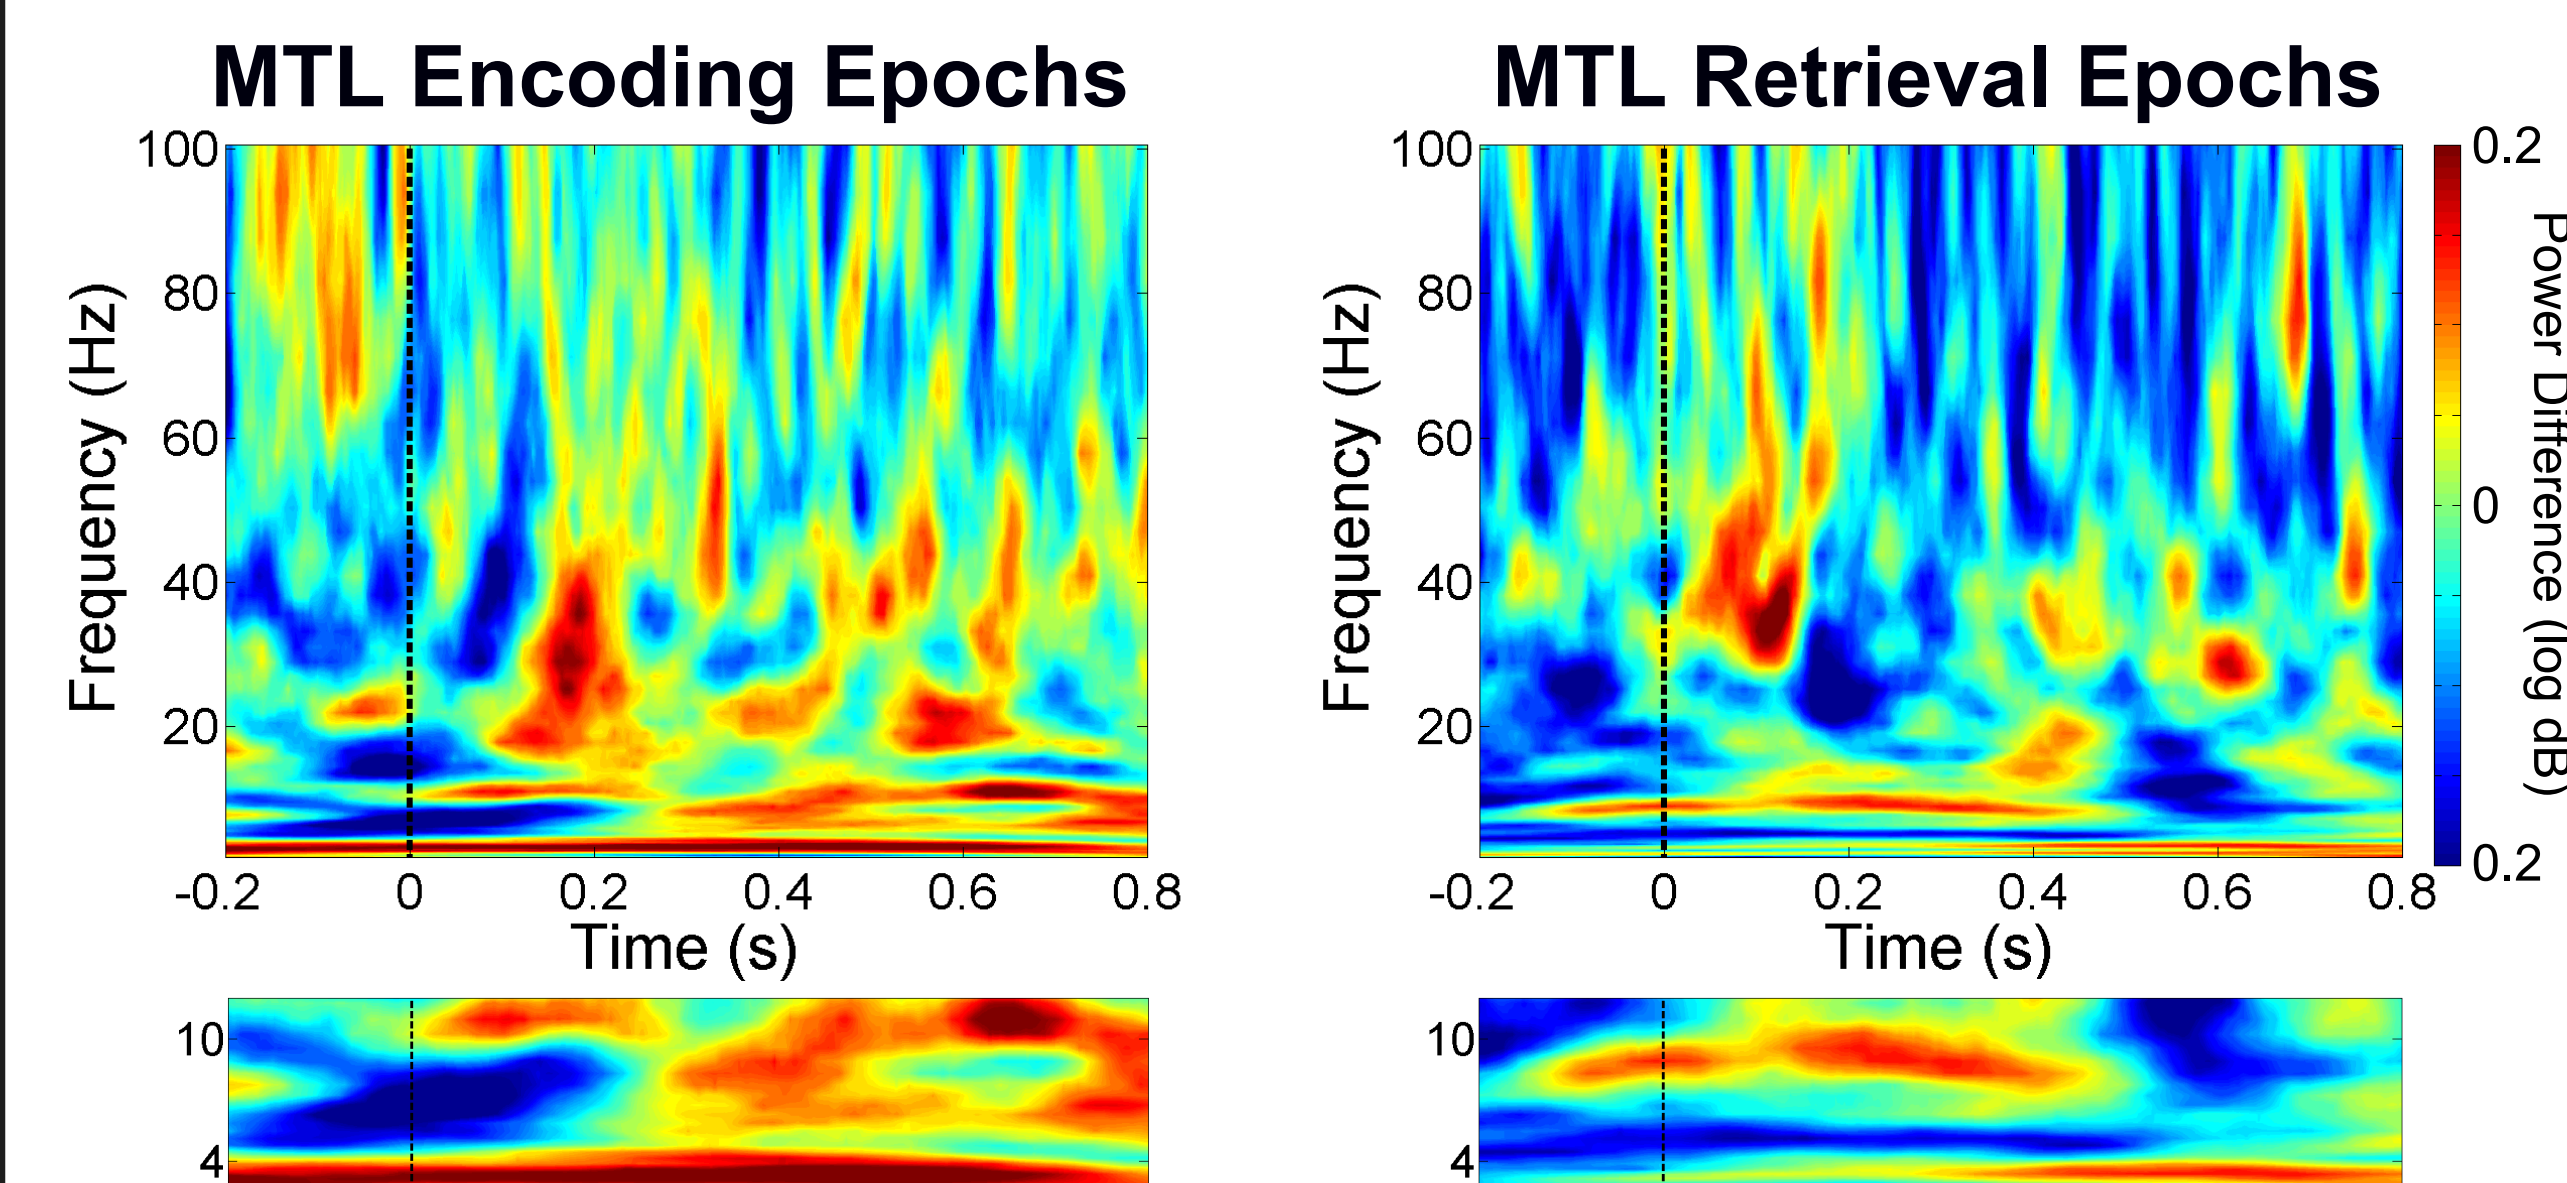 MTL Encoding Epochs
100
80
60
40
20
Frequency (Hz)
-0.2 0 0.2 0.4 0.6 0.8
Time (s)
10
4
MTL Retrieval Epochs
100
80
60
40
20
Frequency (Hz)
-0.2 0 0.2 0.4 0.6 0.8
Time (s)
10
4
0.2
0
0.2
Power Difference (log dB)